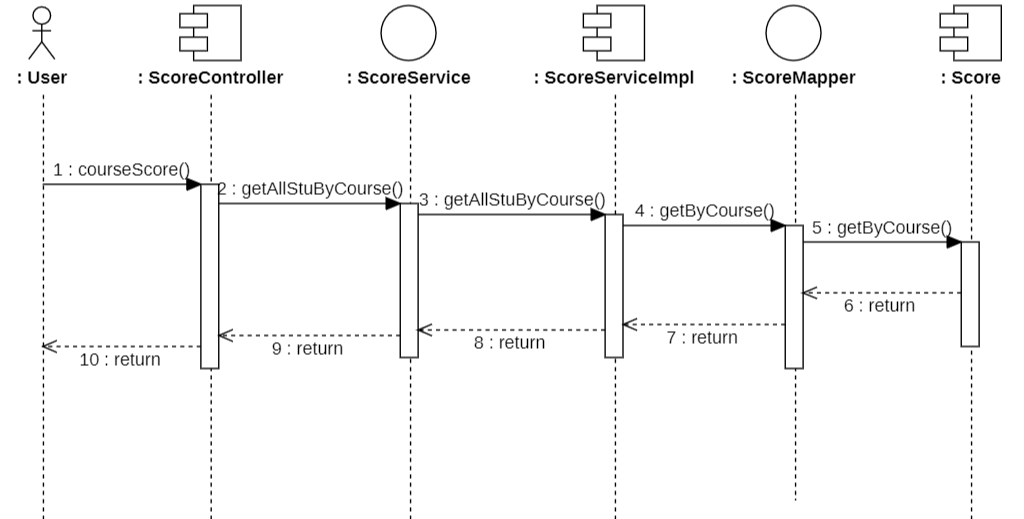 : User
: ScoreController
: ScoreService
: ScoreServiceImpl
: ScoreMapper
: Score
1 : courseScore()
2 : getAllStuByCourse()
3 : getAllStuByCourse()
4 : getByCourse()
5 : getByCourse()
6 : return
7 : return
8 : return
9 : return
10 : return